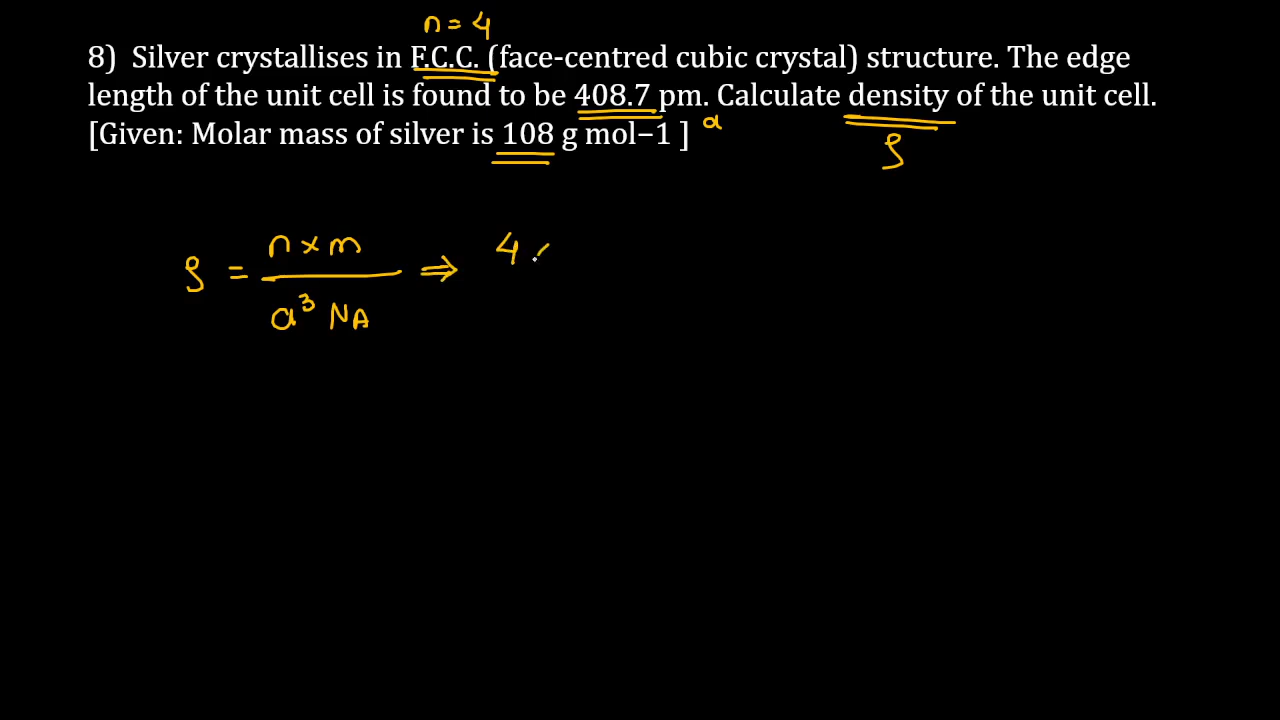 n = 4
8) Silver crystallises in F.C.C. (face-centred cubic crystal) structure. The edge
length of the unit cell is found to be 408.7 pm. Calculate density of the unit cell.
[Given: Molar mass of silver is 108 g mol−1 ] a
ρ
ρ = n × m / a³ NA ⇒ 4